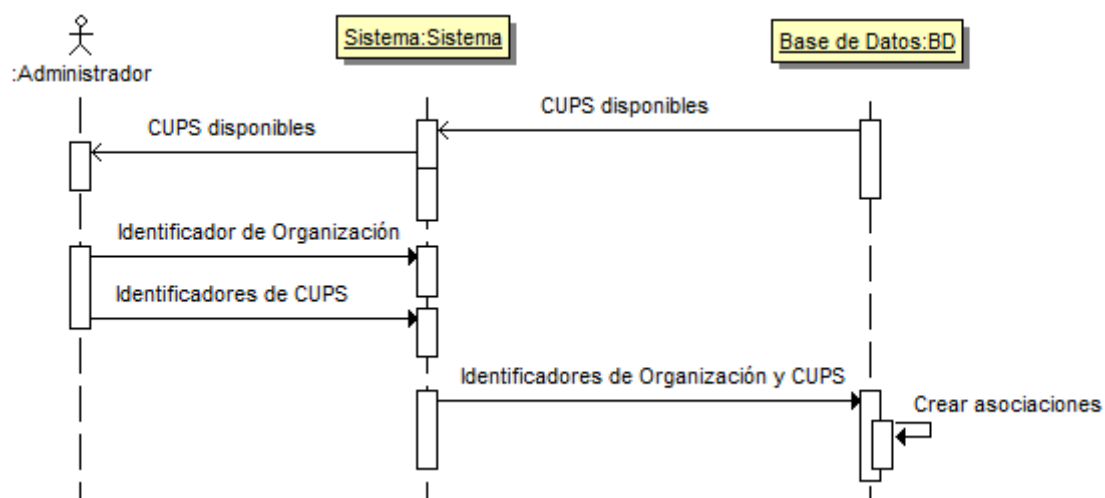 :Administrador
Sistema:Sistema
Base de Datos:BD
CUPS disponibles
CUPS disponibles
Identificador de Organización
Identificadores de CUPS
Identificadores de Organización y CUPS
Crear asociaciones